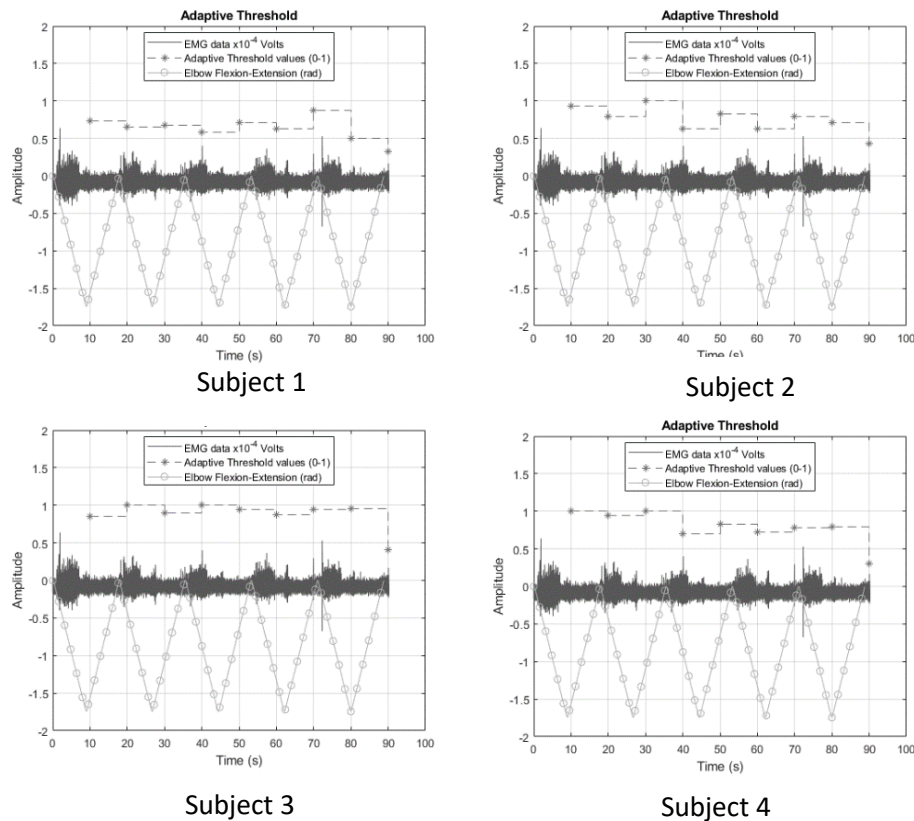 Adaptive Threshold
EMG data x10⁻⁴ Volts
Adaptive Threshold values (0-1)
Elbow Flexion-Extension (rad)
2
1.5
1
0.5
0
-0.5
-1
-1.5
-2
Amplitude
0 10 20 30 40 50 60 70 80 90 100
Time (s)
Subject 1
Adaptive Threshold
EMG data x10⁻⁴ Volts
Adaptive Threshold values (0-1)
Elbow Flexion-Extension (rad)
2
1.5
1
0.5
0
-0.5
-1
-1.5
-2
Amplitude
0 10 20 30 40 50 60 70 80 90 100
Time (s)
Subject 2
EMG data x10⁻⁴ Volts
Adaptive Threshold values (0-1)
Elbow Flexion-Extension (rad)
2
1.5
1
0.5
0
-0.5
-1
-1.5
-2
Amplitude
0 10 20 30 40 50 60 70 80 90 100
Time (s)
Subject 3
Adaptive Threshold
EMG data x10⁻⁴ Volts
Adaptive Threshold values (0-1)
Elbow Flexion-Extension (rad)
2
1.5
1
0.5
0
-0.5
-1
-1.5
-2
Amplitude
0 10 20 30 40 50 60 70 80 90 100
Time (s)
Subject 4